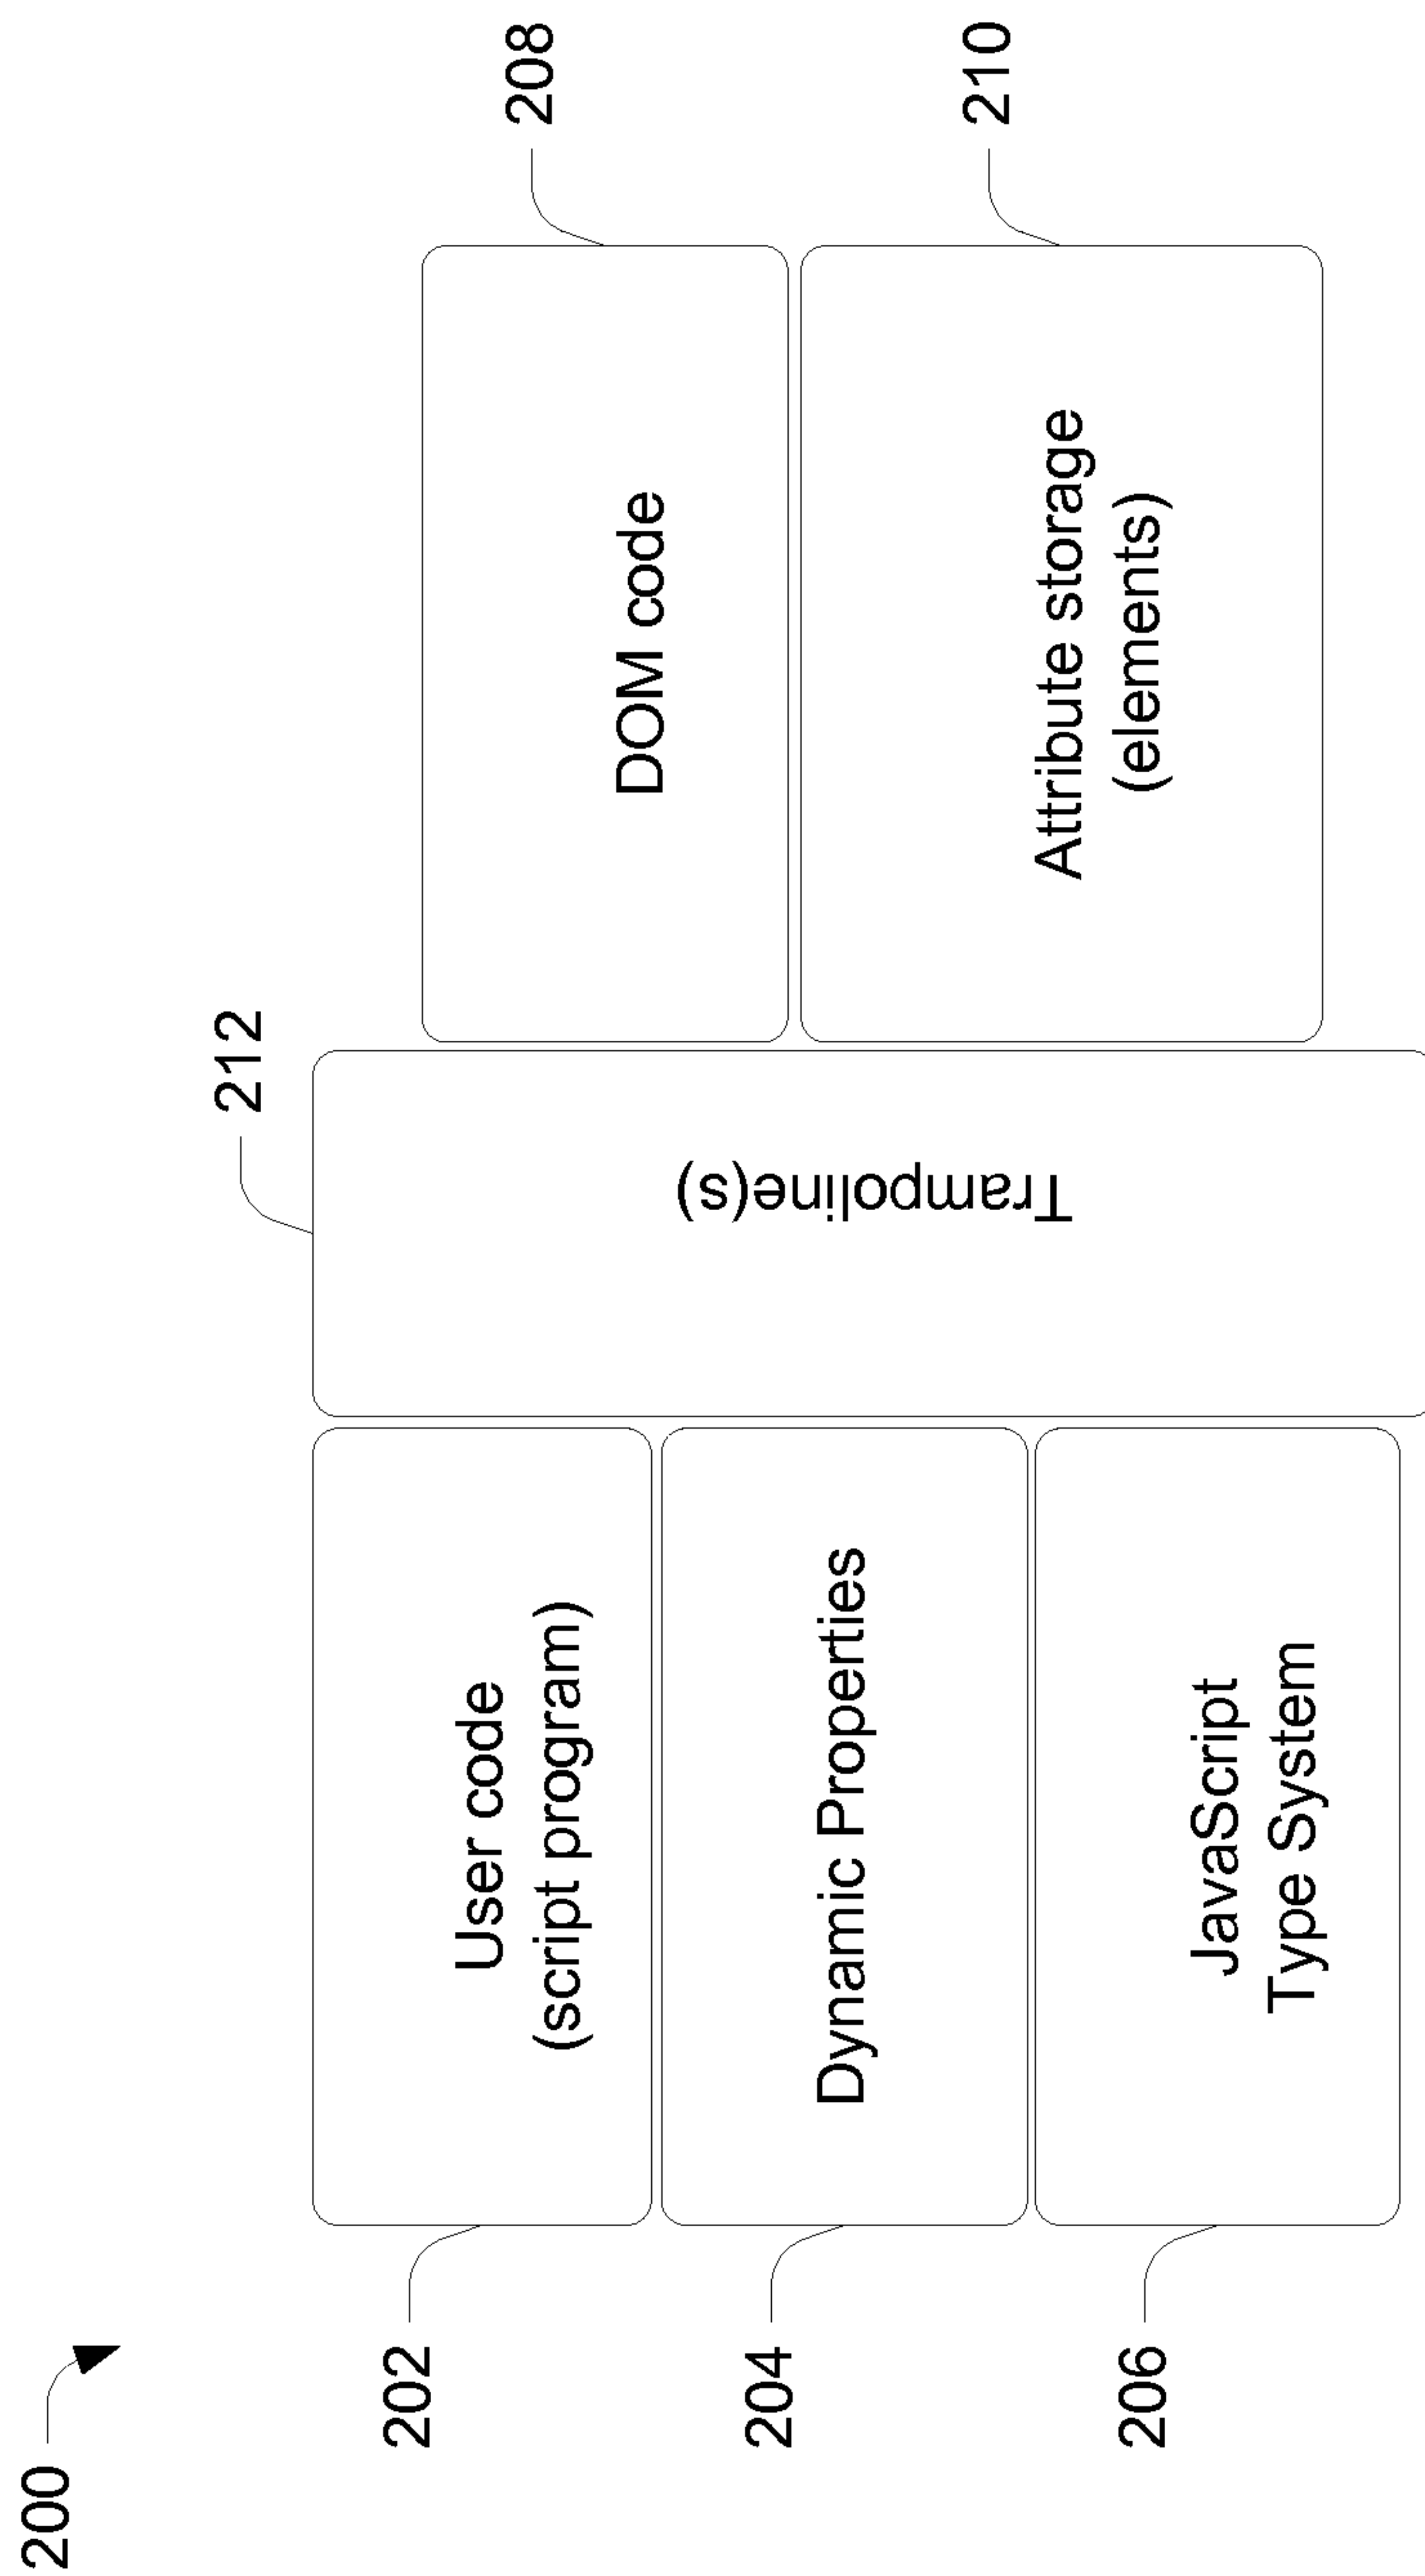 200
212
202
User code
(script program)
208
DOM code
204
Dynamic Properties
Trampoline(s)
206
JavaScript
Type System
210
Attribute storage
(elements)